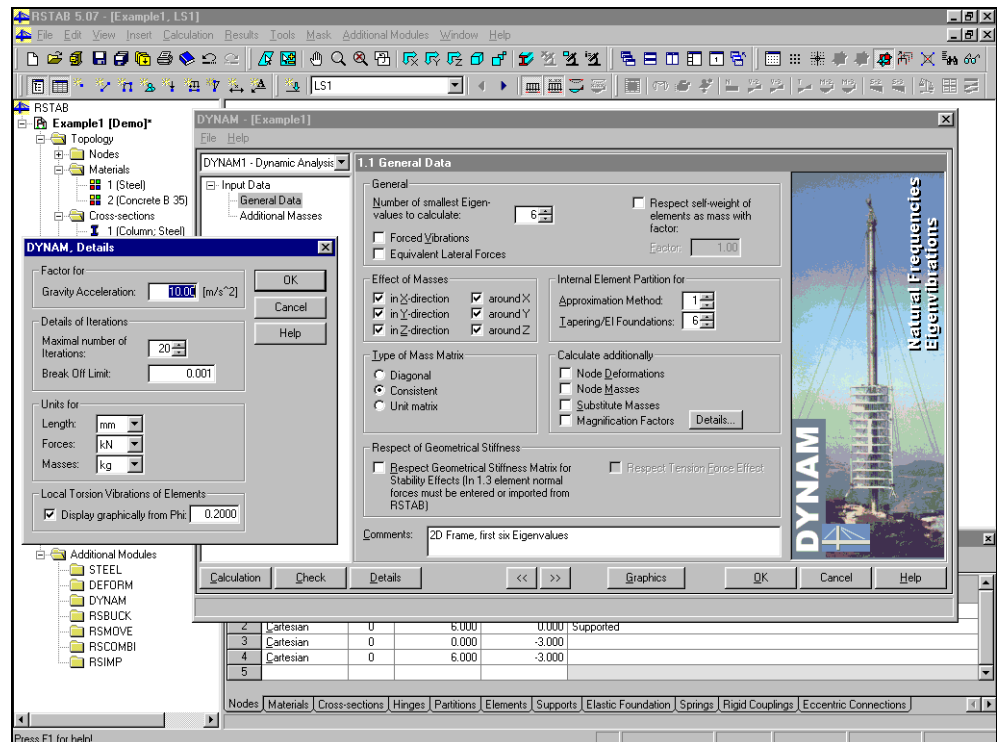 RSTAB 5.07 - [Example1, LS1]
File Edit View Insert Calculation Results Tools Mask Additional Modules Window Help
LS1
RSTAB
Example1 [Demo]*
Topology
Nodes
Materials
1 (Steel)
2 (Concrete B 35)
Cross-sections
1 (Column; Steel)
DYNAM, Details
Factor for
Gravity Acceleration: 10.00 [m/s^2]
Details of Iterations
Maximal number of
Iterations: 20
Break Off Limit: 0.001
Units for
Length: mm
Forces: kN
Masses: kg
Local Torsion Vibrations of Elements
Display graphically from Phi: 0.2000
OK
Cancel
Help
Additional Modules
STEEL
DEFORM
DYNAM
RSBUCK
RSMOVE
RSCOMBI
RSIMP
DYNAM - [Example1]
File Help
DYNAM1 - Dynamic Analysis
Input Data
General Data
Additional Masses
1.1 General Data
General
Number of smallest Eigen-
values to calculate: 6
Forced Vibrations
Equivalent Lateral Forces
Respect self-weight of
elements as mass with
factor:
Factor: 1.00
Effect of Masses
in X-direction around X
in Y-direction around Y
in Z-direction around Z
Internal Element Partition for
Approximation Method: 1
Tapering/El Foundations: 6
Type of Mass Matrix
Diagonal
Consistent
Unit matrix
Calculate additionally
Node Deformations
Node Masses
Substitute Masses
Magnification Factors Details...
Respect of Geometrical Stiffness
Respect Geometrical Stiffness Matrix for
Stability Effects (In 1.3 element normal
forces must be entered or imported from
RSTAB)
Respect Tension Force Effect
Comments: 2D Frame, first six Eigenvalues
Natural Frequencies
Eigenvibrations
DYNAM
Calculation Check Details << >> Graphics OK Cancel Help
2 Cartesian 0 6.000 0.000 Supported
3 Cartesian 0 0.000 -3.000
4 Cartesian 0 6.000 -3.000
5
Nodes Materials Cross-sections Hinges Partitions Elements Supports Elastic Foundation Springs Rigid Couplings Eccentric Connections
Press F1 for help!